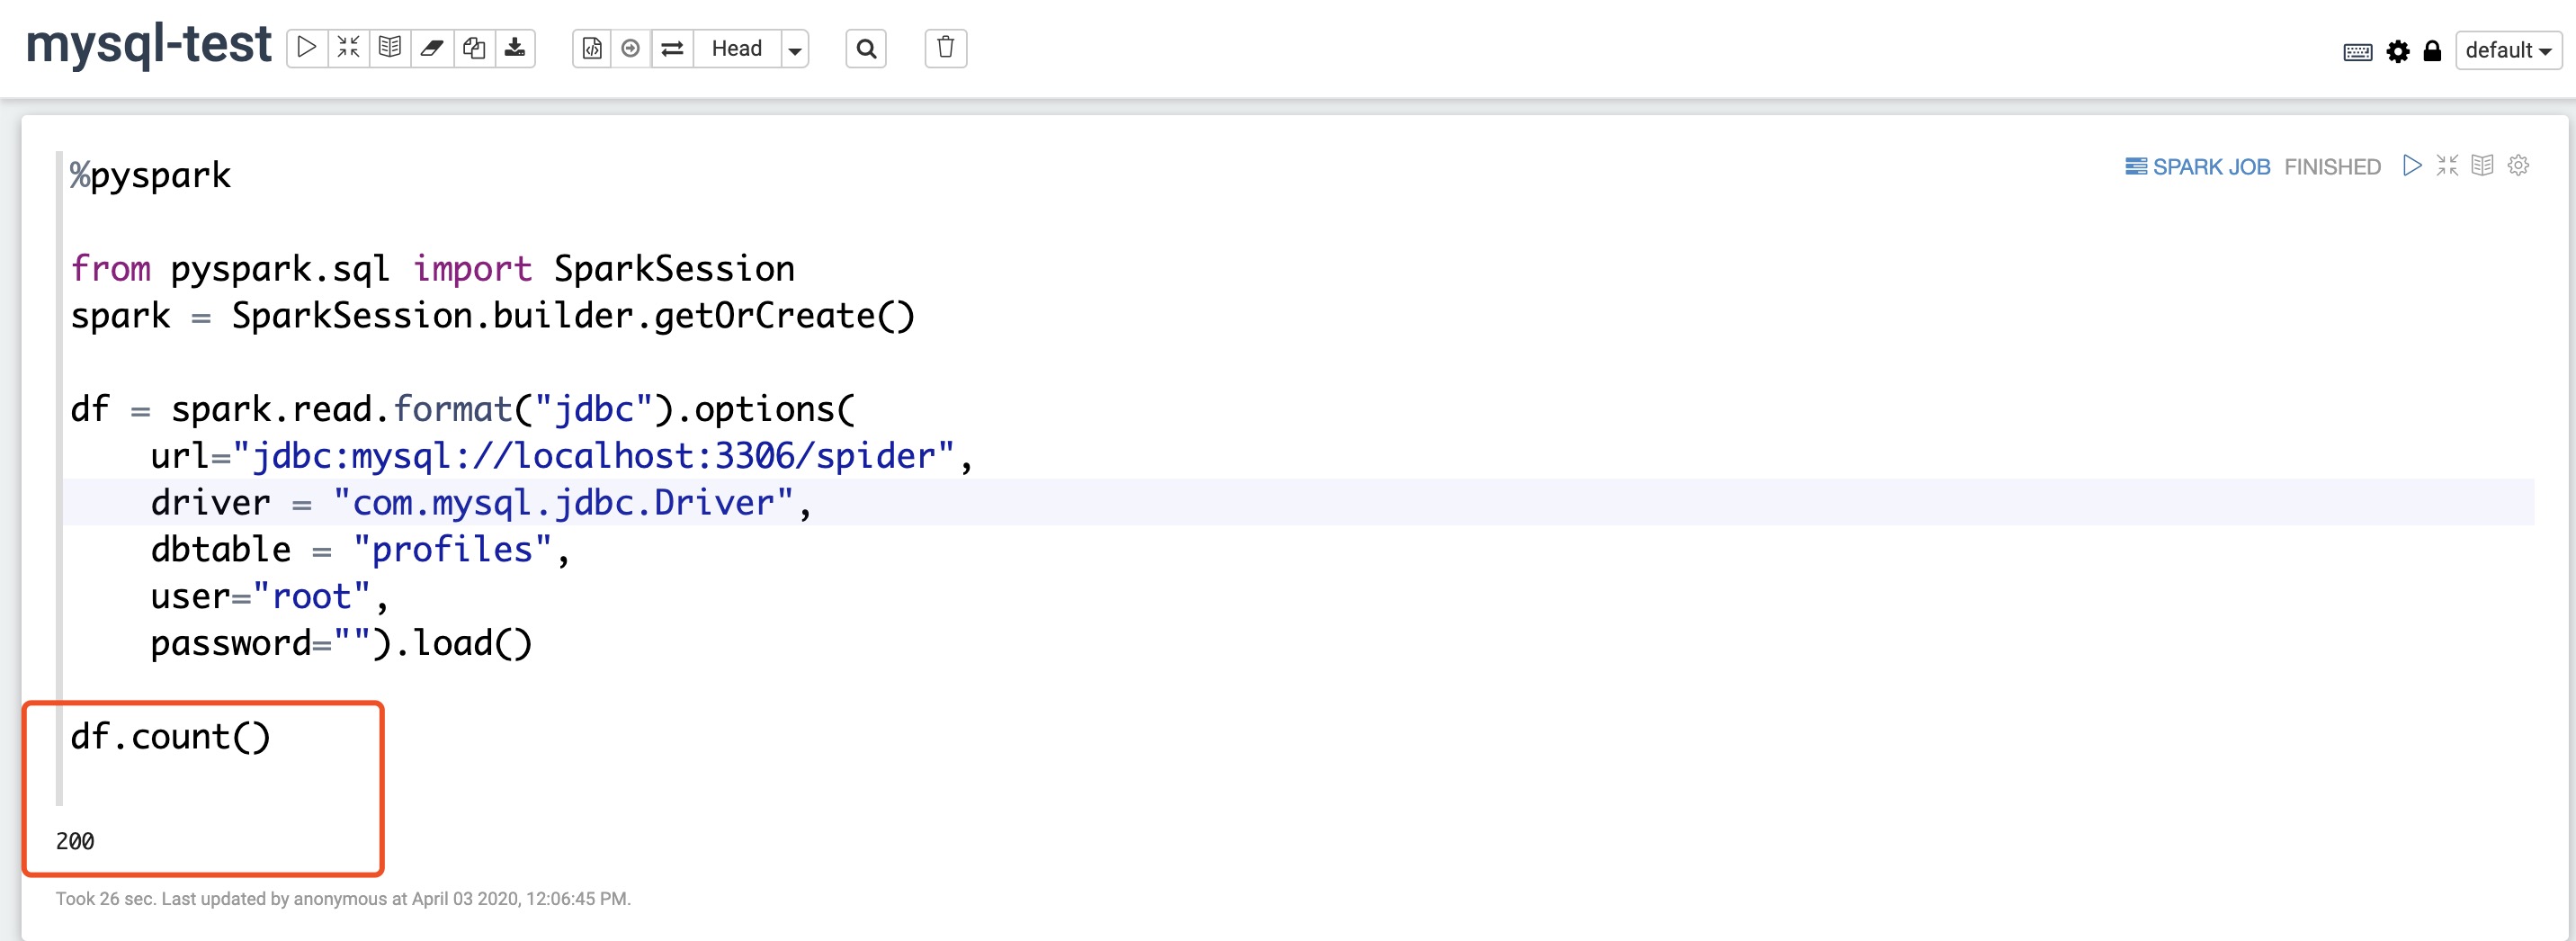 mysql-test
Head
default
%pyspark
SPARK JOB FINISHED
from pyspark.sql import SparkSession
spark = SparkSession.builder.getOrCreate()
df = spark.read.format("jdbc").options(
    url="jdbc:mysql://localhost:3306/spider",
    driver = "com.mysql.jdbc.Driver",
    dbtable = "profiles",
    user="root",
    password="").load()
df.count()
200
Took 26 sec. Last updated by anonymous at April 03 2020, 12:06:45 PM.